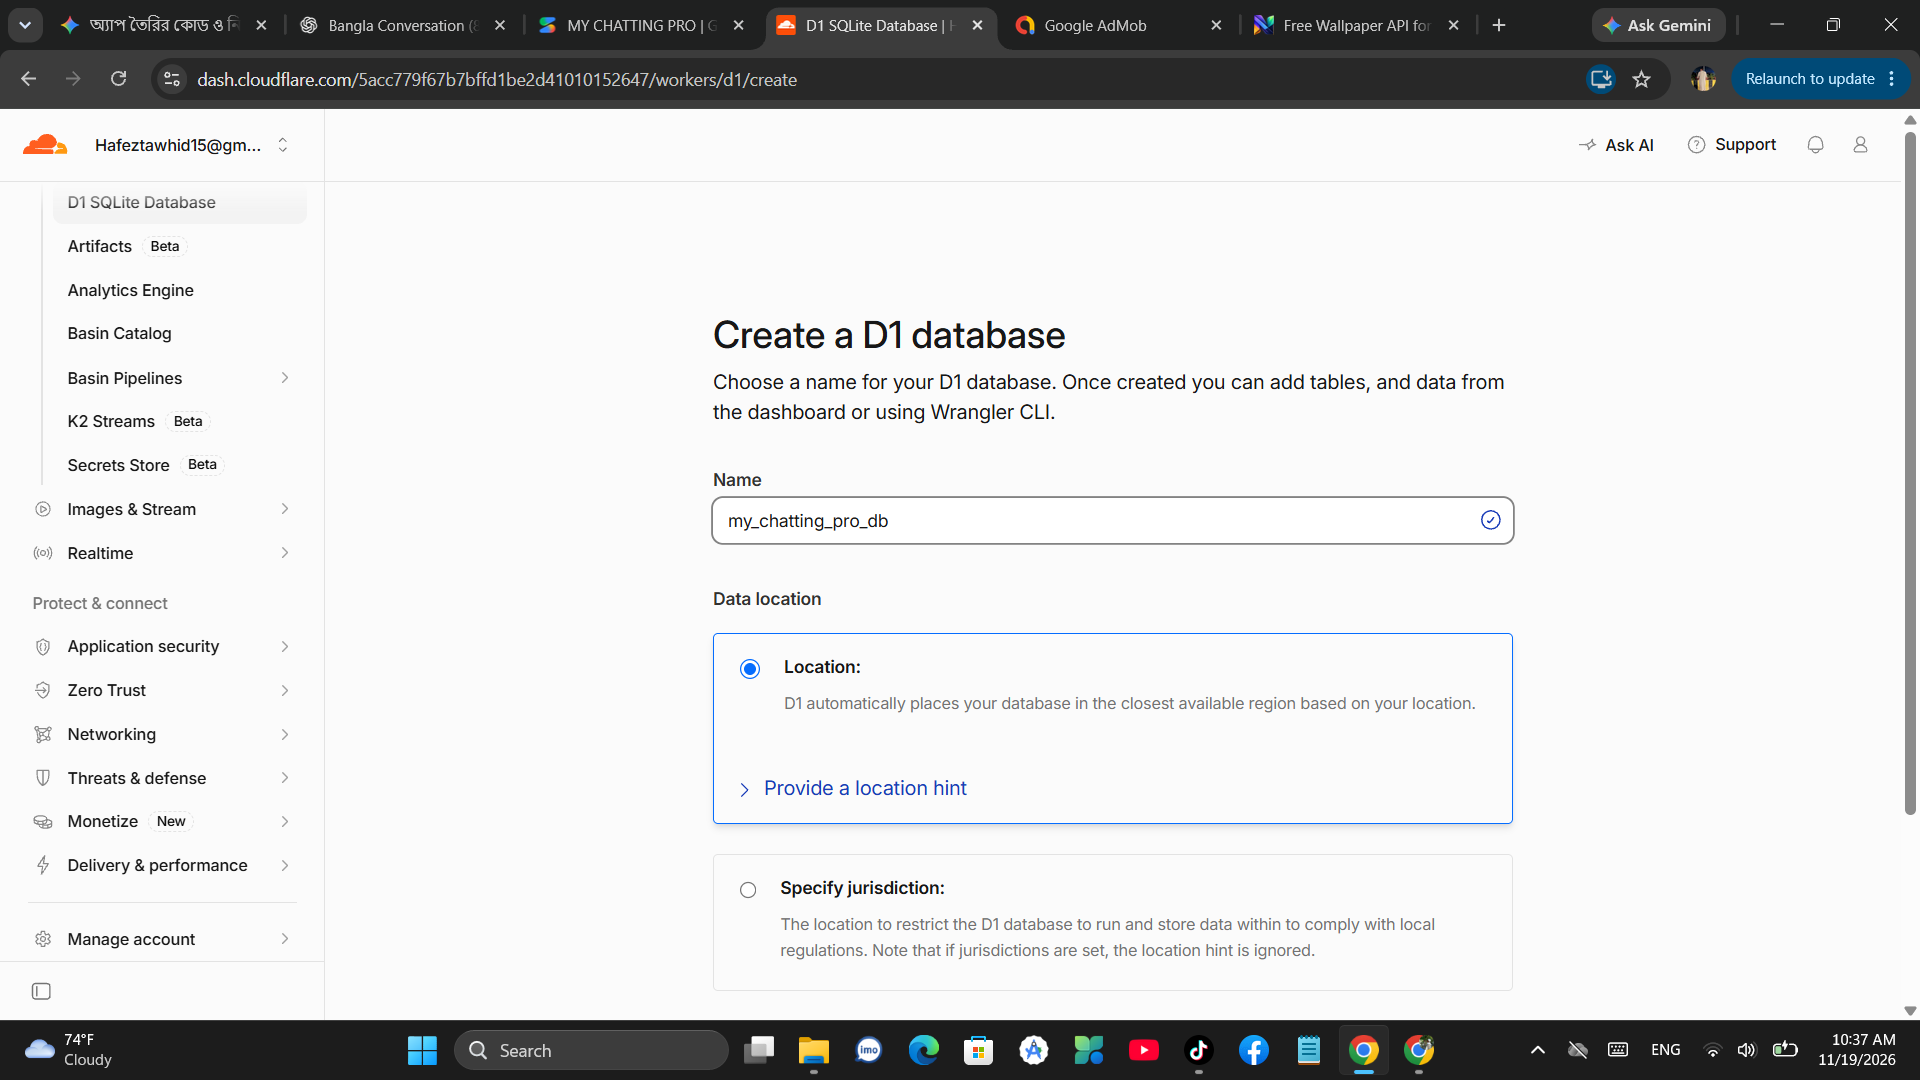 অ্যাপ তৈরির কোড ও নি
Bangla Conversation (
MY CHATTING PRO | G
D1 SQLite Database | H
Google AdMob
Free Wallpaper API for
Ask Gemini
dash.cloudflare.com/5acc779f67b7bffd1be2d41010152647/workers/d1/create
Relaunch to update
Hafeztawhid15@gm...
Ask AI
Support
D1 SQLite Database
Artifacts Beta
Analytics Engine
Basin Catalog
Basin Pipelines
K2 Streams Beta
Secrets Store Beta
Images & Stream
Realtime
Protect & connect
Application security
Zero Trust
Networking
Threats & defense
Monetize New
Delivery & performance
Manage account
Create a D1 database
Choose a name for your D1 database. Once created you can add tables, and data from
the dashboard or using Wrangler CLI.
Name
my_chatting_pro_db
Data location
Location:
D1 automatically places your database in the closest available region based on your location.
Provide a location hint
Specify jurisdiction:
The location to restrict the D1 database to run and store data within to comply with local
regulations. Note that if jurisdictions are set, the location hint is ignored.
74°F
Cloudy
Search
imo
ENG
10:37 AM
11/19/2026